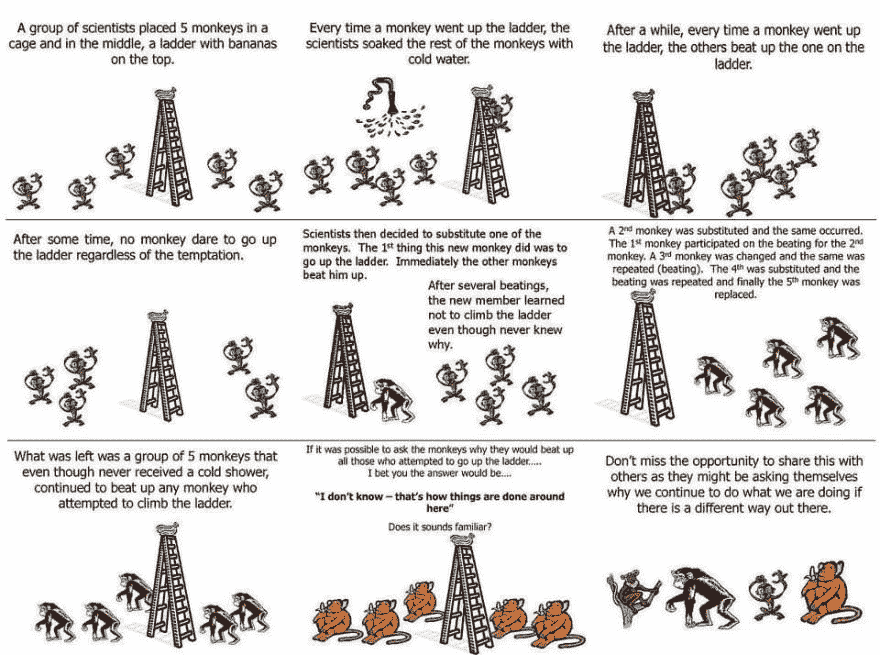 A group of scientists placed 5 monkeys in a
cage and in the middle, a ladder with bananas
on the top.
Every time a monkey went up the ladder, the
scientists soaked the rest of the monkeys with
cold water.
After a while, every time a monkey went up
the ladder, the others beat up the one on the
ladder.
After some time, no monkey dare to go up
the ladder regardless of the temptation.
Scientists then decided to substitute one of the
monkeys. The 1st thing this new monkey did was to
go up the ladder. Immediately the other monkeys
beat him up.
After several beatings,
the new member learned
not to climb the ladder
even though never knew
why.
A 2nd monkey was substituted and the same occurred.
The 1st monkey participated on the beating for the 2nd
monkey. A 3rd monkey was changed and the same was
repeated (beating). The 4th was substituted and the
beating was repeated and finally the 5th monkey was
replaced.
What was left was a group of 5 monkeys that
even though never received a cold shower,
continued to beat up any monkey who
attempted to climb the ladder.
If it was possible to ask the monkeys why they would beat up
all those who attempted to go up the ladder.....
I bet you the answer would be....
"I don't know – that's how things are done around
here"
Does it sounds familiar?
Don't miss the opportunity to share this with
others as they might be asking themselves
why we continue to do what we are doing if
there is a different way out there.